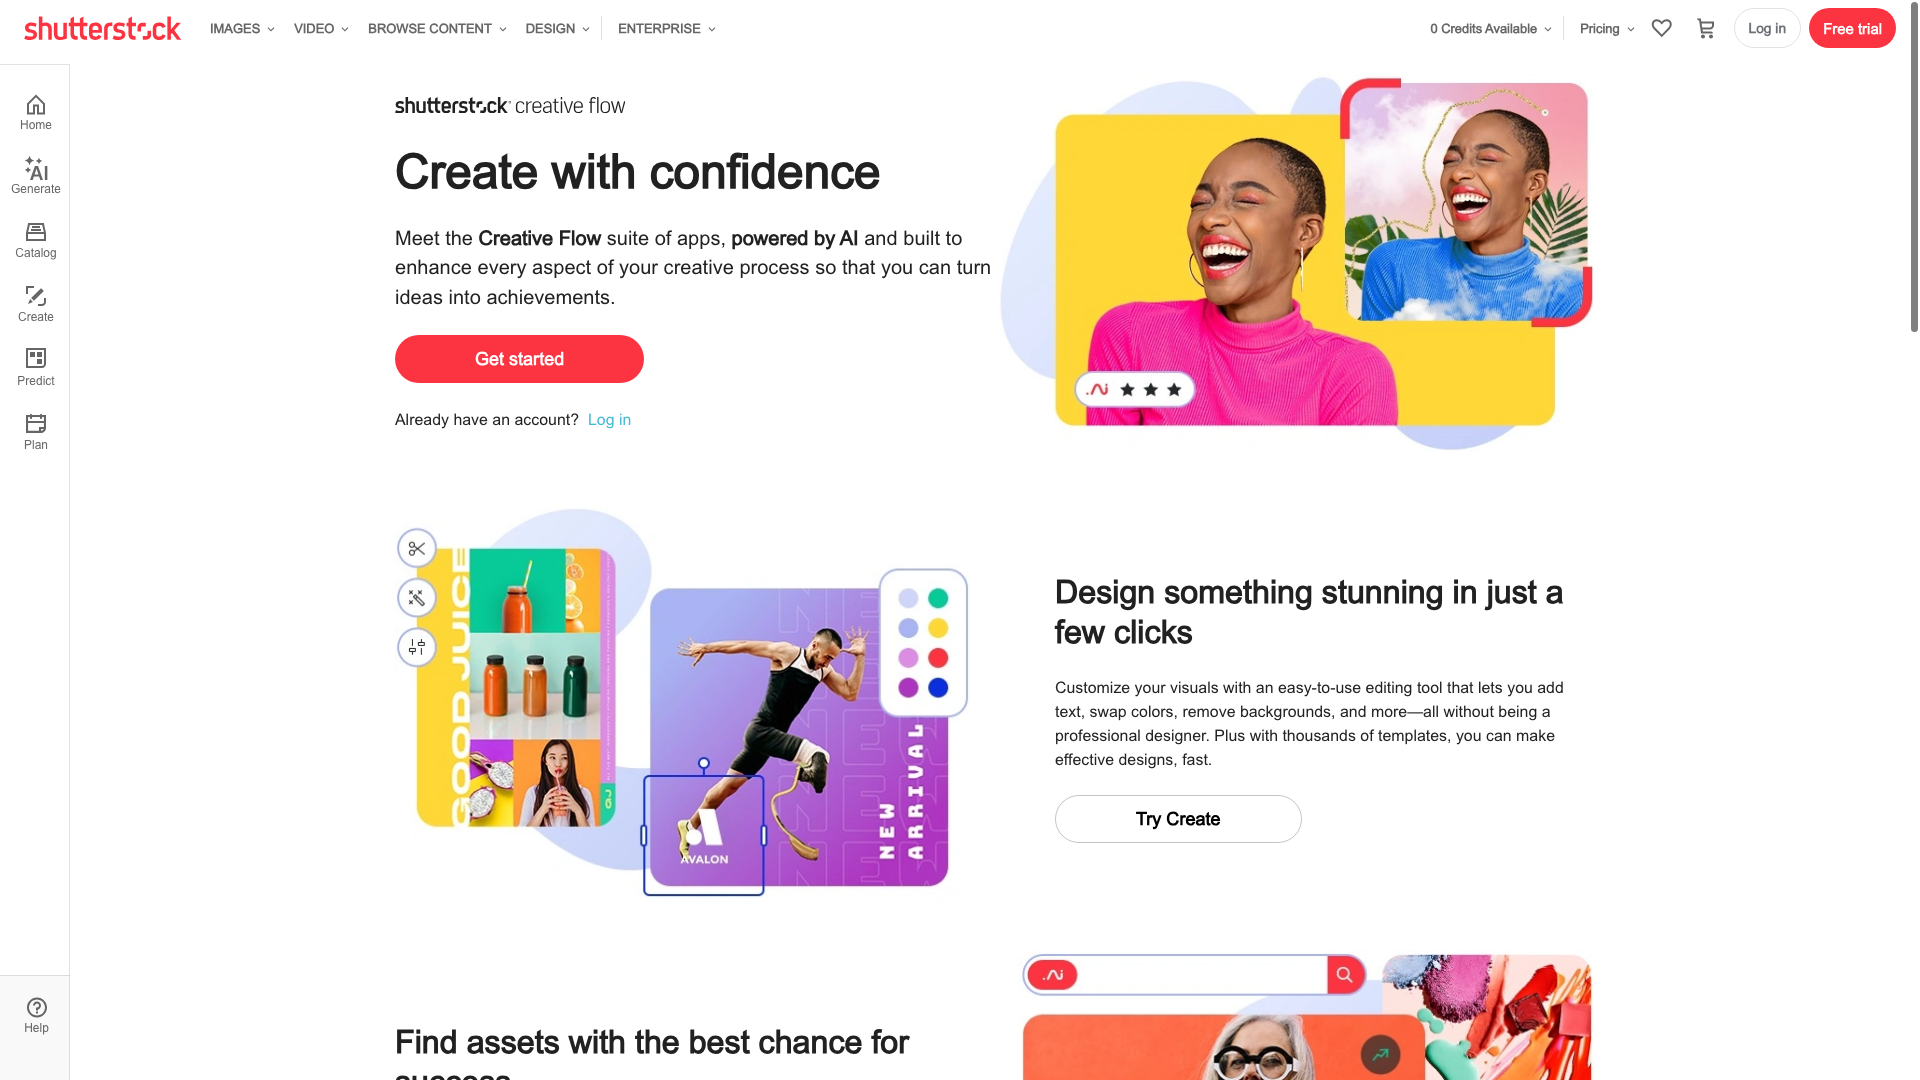 shutterstock
IMAGES
VIDEO
BROWSE CONTENT
DESIGN
ENTERPRISE
0 Credits Available
Pricing
Log in
Free trial
Home
AI
Generate
Catalog
Create
Predict
Plan
Help
shutterstock creative flow
Create with confidence
Meet the Creative Flow suite of apps, powered by AI and built to
enhance every aspect of your creative process so that you can turn
ideas into achievements.
Get started
Already have an account? Log in
GOOD JUICE
GJ
AVALON
NEW
ARRIVAL
Design something stunning in just a
few clicks
Customize your visuals with an easy-to-use editing tool that lets you add
text, swap colors, remove backgrounds, and more—all without being a
professional designer. Plus with thousands of templates, you can make
effective designs, fast.
Try Create
Find assets with the best chance for
success